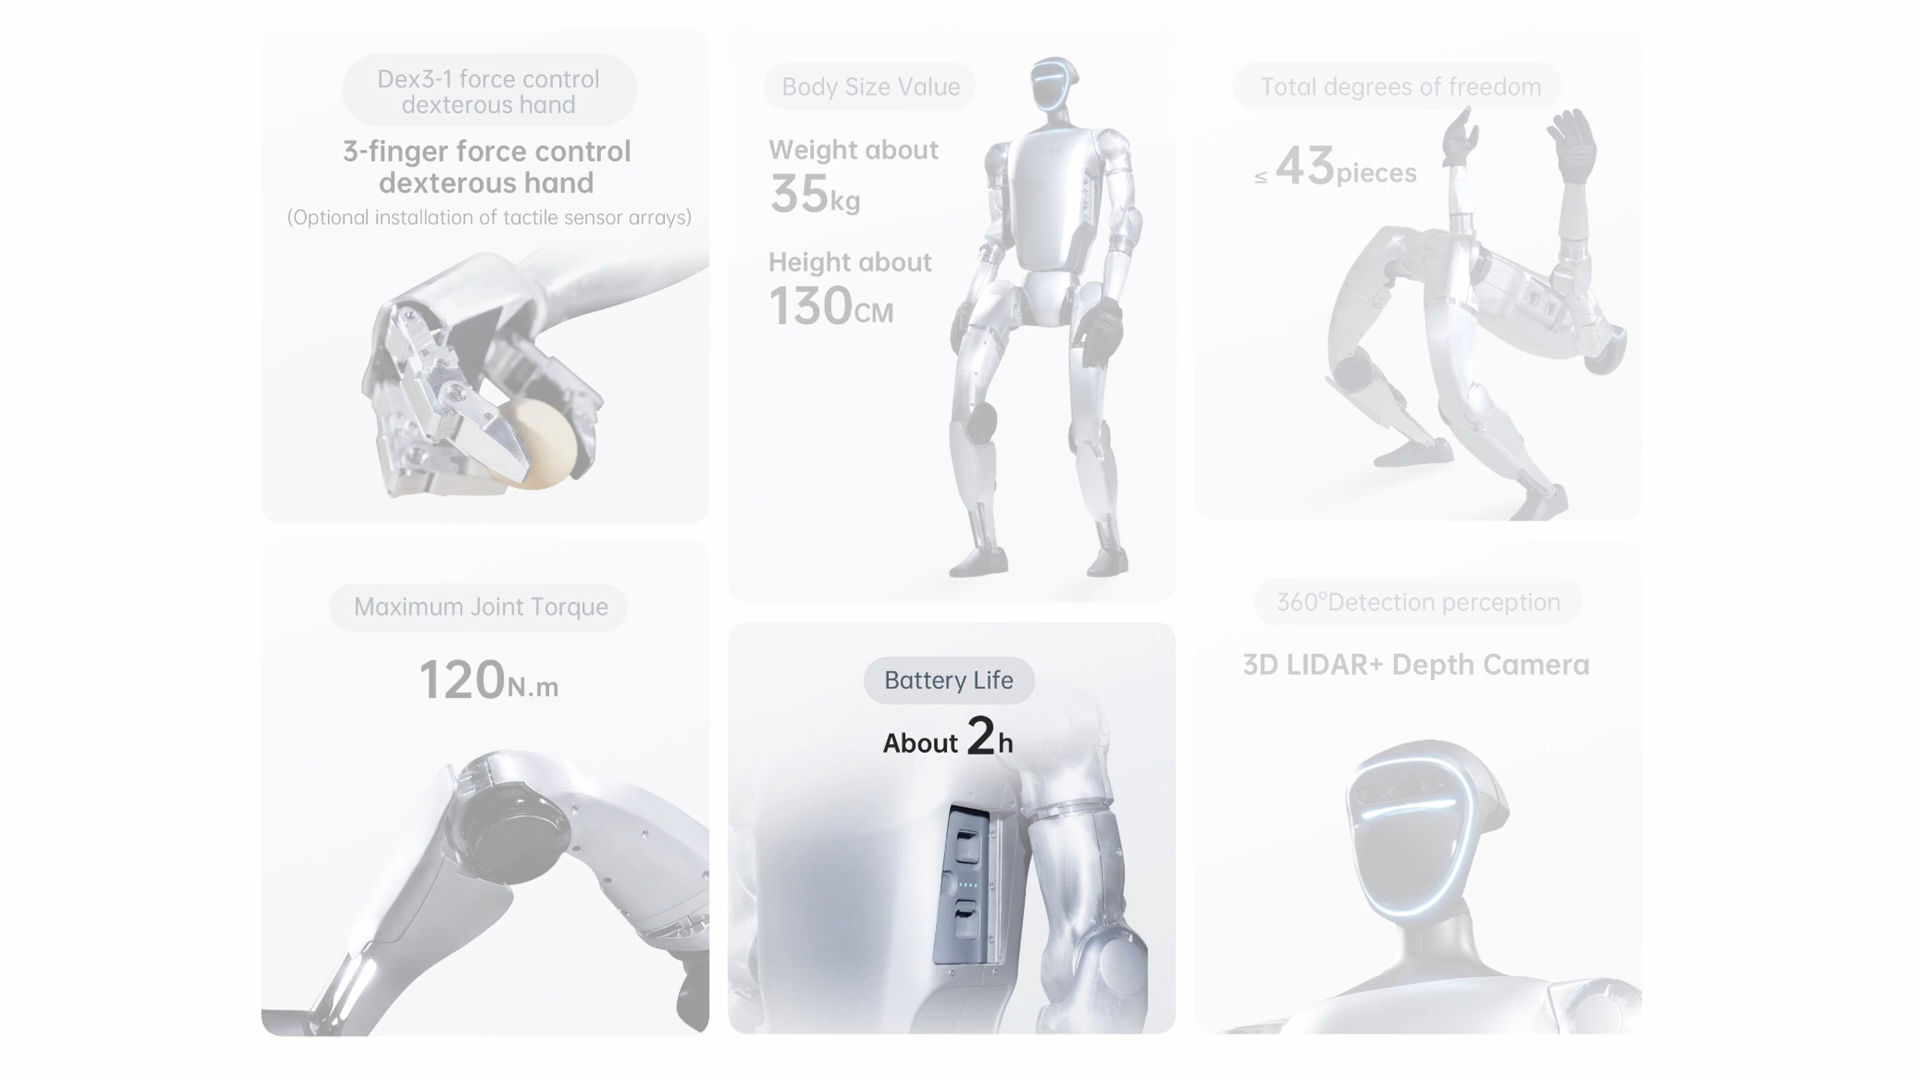 Dex3-1 force control
dexterous hand
3-finger force control
dexterous hand
(Optional installation of tactile sensor arrays)
Body Size Value
Weight about
35kg
Height about
130CM
Total degrees of freedom
≤ 43pieces
Maximum Joint Torque
120N.m
Battery Life
About 2h
360°Detection perception
3D LIDAR+ Depth Camera